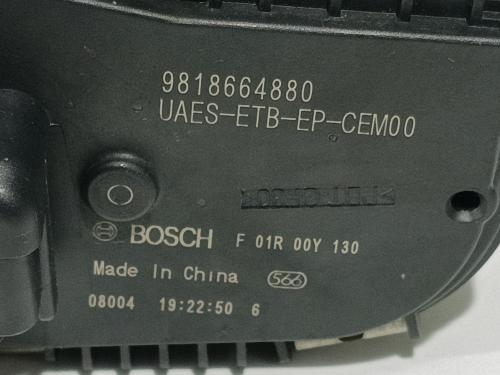 9818664880
UAES-ETB-EP-CEM00
BOSCH F 01R 00Y 130
Made In China 566
08004 19:22:50 6